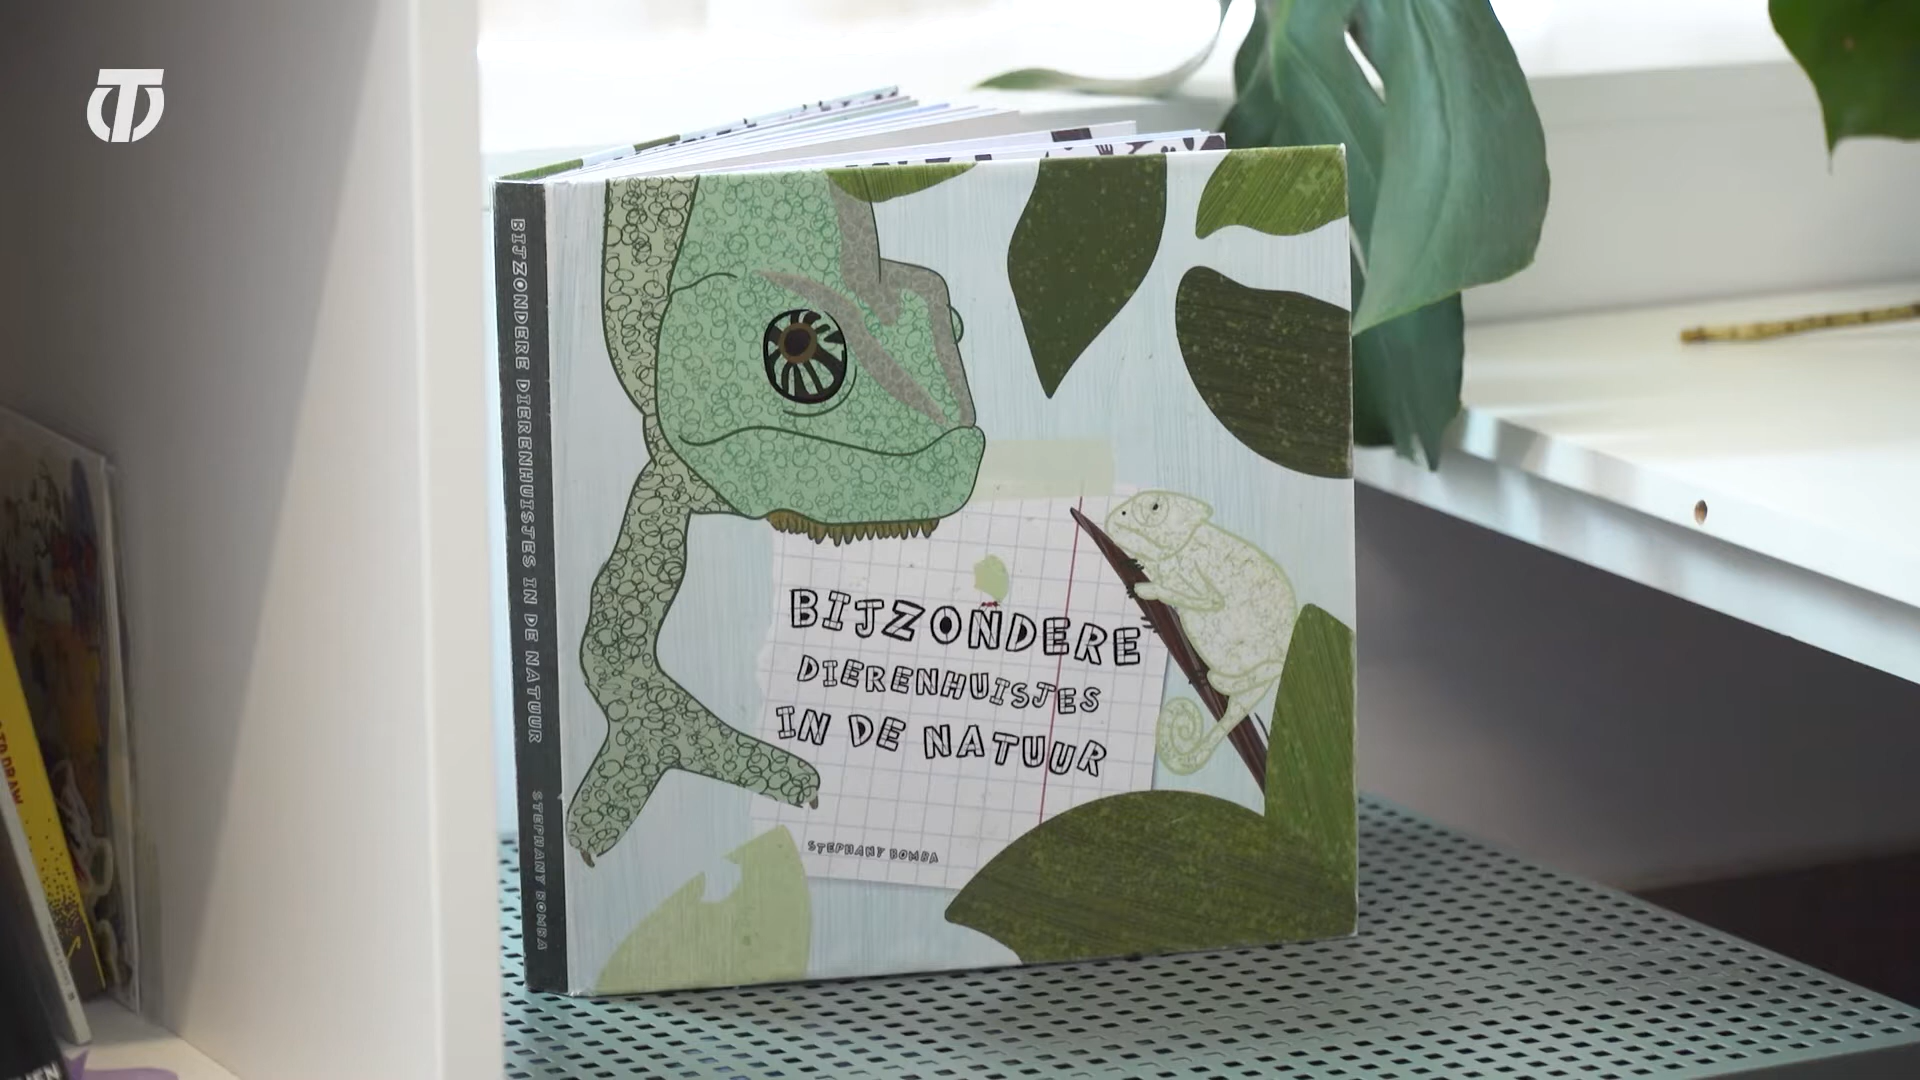 BIJZONDERE DIERENHUISJES IN DE NATUUR STEPHANY BOMBA
BIJZONDERE
DIERENHUISJES
IN DE NATUUR
STEPHANY BOMBA